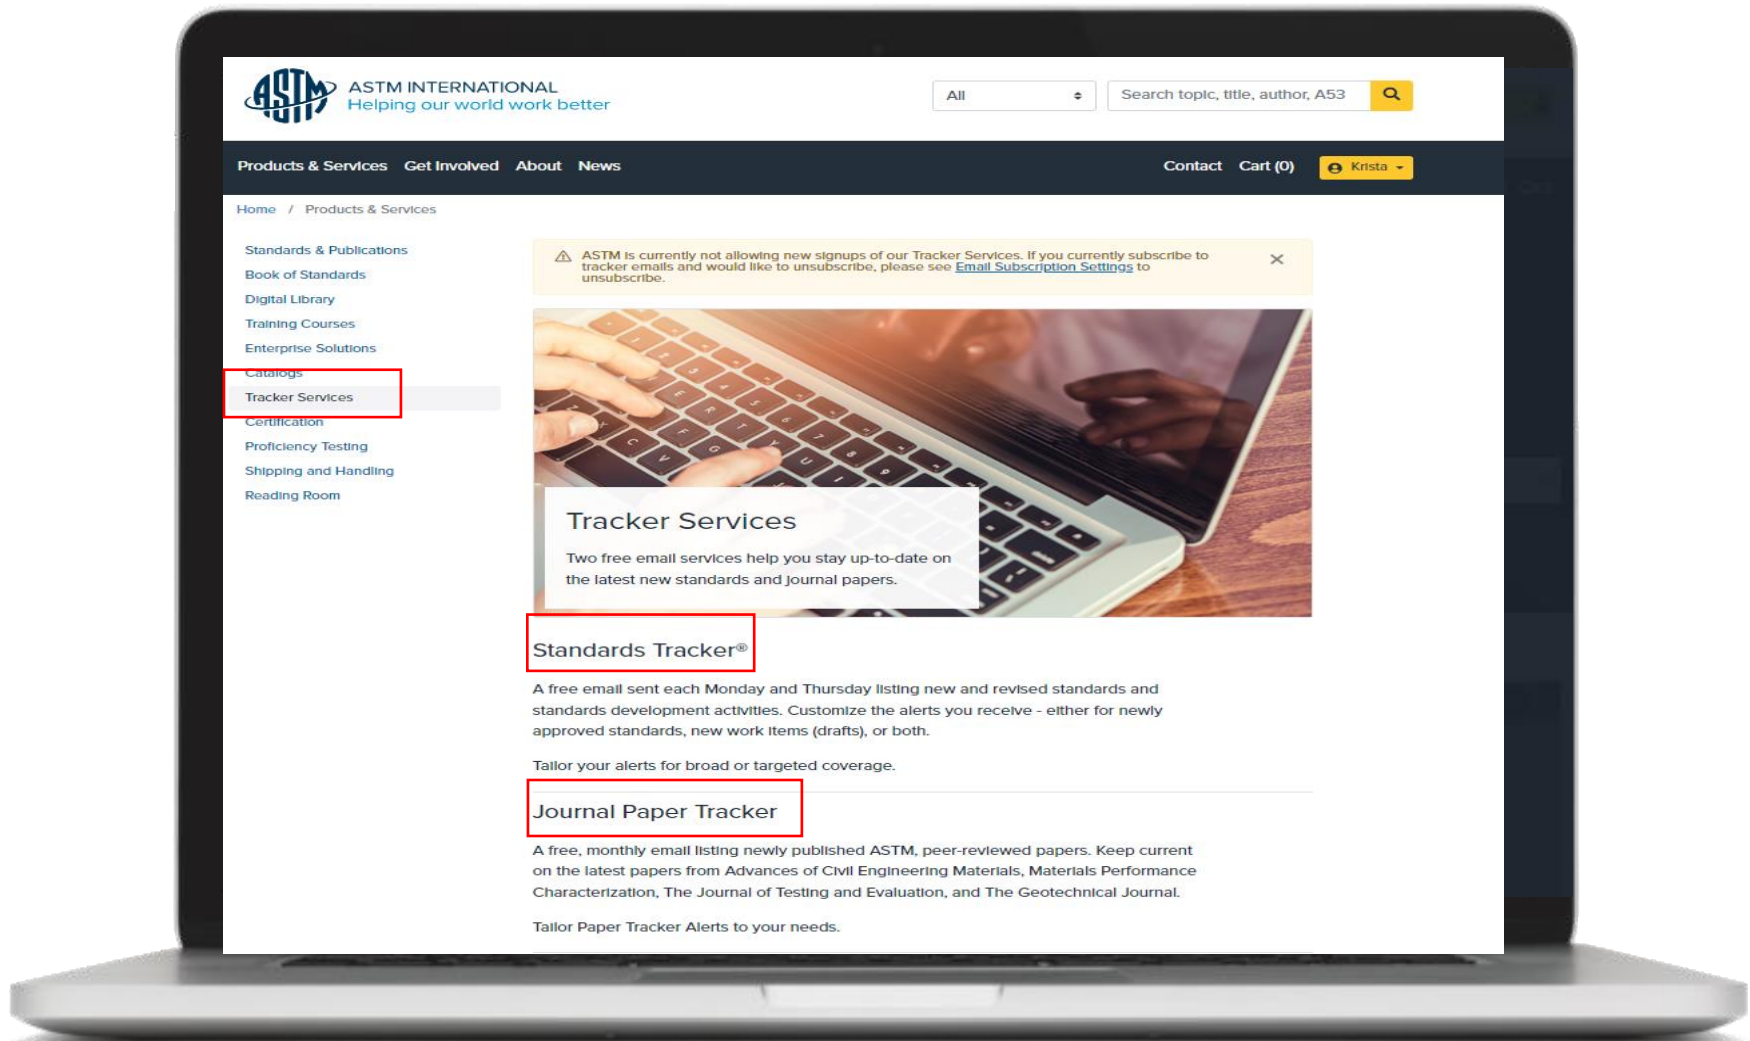 ASTM
ASTM INTERNATIONAL
Helping our world work better
All
Search topic, title, author, A53
Products & Services Get Involved About News
Contact Cart (0) Krista
Home / Products & Services
Standards & Publications
Book of Standards
Digital Library
Training Courses
Enterprise Solutions
Catalogs
Tracker Services
Certification
Proficiency Testing
Shipping and Handling
Reading Room
ASTM is currently not allowing new signups of our Tracker Services. If you currently subscribe to
tracker emails and would like to unsubscribe, please see Email Subscription Settings to
unsubscribe.
Tracker Services
Two free email services help you stay up-to-date on
the latest new standards and journal papers.
Standards Tracker®
A free email sent each Monday and Thursday listing new and revised standards and
standards development activities. Customize the alerts you receive - either for newly
approved standards, new work items (drafts), or both.
Tailor your alerts for broad or targeted coverage.
Journal Paper Tracker
A free, monthly email listing newly published ASTM, peer-reviewed papers. Keep current
on the latest papers from Advances of Civil Engineering Materials, Materials Performance
Characterization, The Journal of Testing and Evaluation, and The Geotechnical Journal.
Tailor Paper Tracker Alerts to your needs.